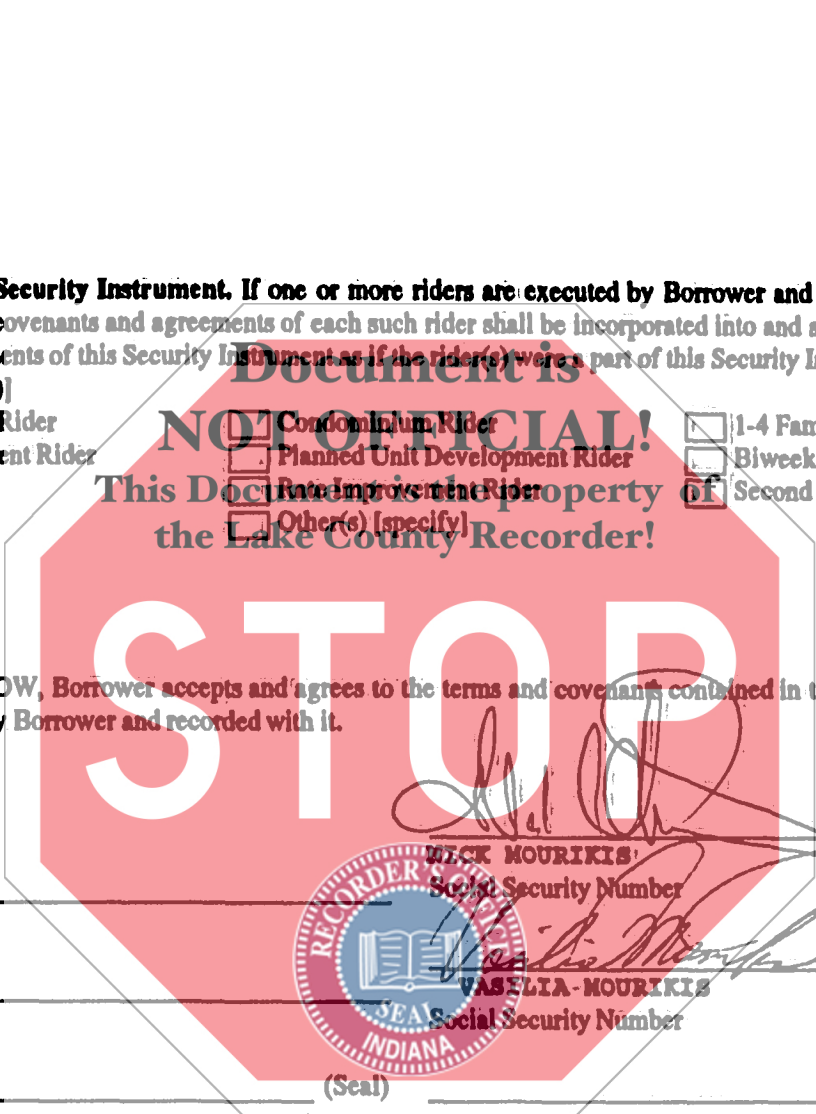 Security Instrument. If one or more riders are executed by Borrower and
ovenants and agreements of each such rider shall be incorporated into and s
ents of this Security Instrument as if the rider(s) were a part of this Security I
]
Document is
Rider Condominium Rider 1-4 Fam
NOT OFFICIAL!
ent Rider Planned Unit Development Rider Biweek
Rate Improvement Rider Second
This Document is the property of
Other(s) [specify]
the Lake County Recorder!
STOP
OW, Borrower accepts and agrees to the terms and covenants contained in t
y Borrower and recorded with it.
NICK MOURIKIS
Social Security Number
Vasilia Mourikis
VASILIA MOURIKIS
Social Security Number
RECORDER'S OFFICE
SEAL
INDIANA
(Seal)